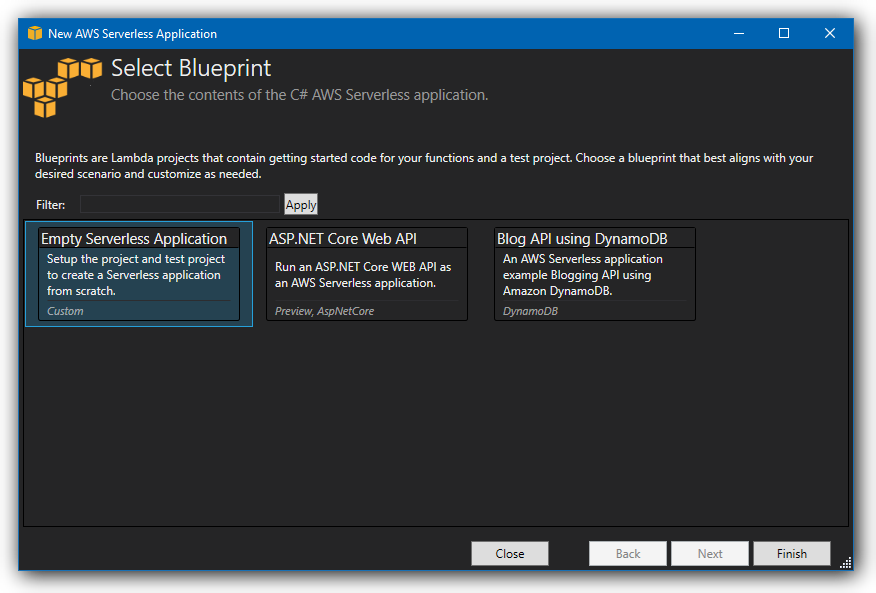 New AWS Serverless Application
Select Blueprint
Choose the contents of the C# AWS Serverless application.
Blueprints are Lambda projects that contain getting started code for your functions and a test project. Choose a blueprint that best aligns with your
desired scenario and customize as needed.
Filter:
Apply
Empty Serverless Application
Setup the project and test project
to create a Serverless application
from scratch.
Custom
ASP.NET Core Web API
Run an ASP.NET Core WEB API as
an AWS Serverless application.
Preview, AspNetCore
Blog API using DynamoDB
An AWS Serverless application
example Blogging API using
Amazon DynamoDB.
DynamoDB
Close
Back
Next
Finish